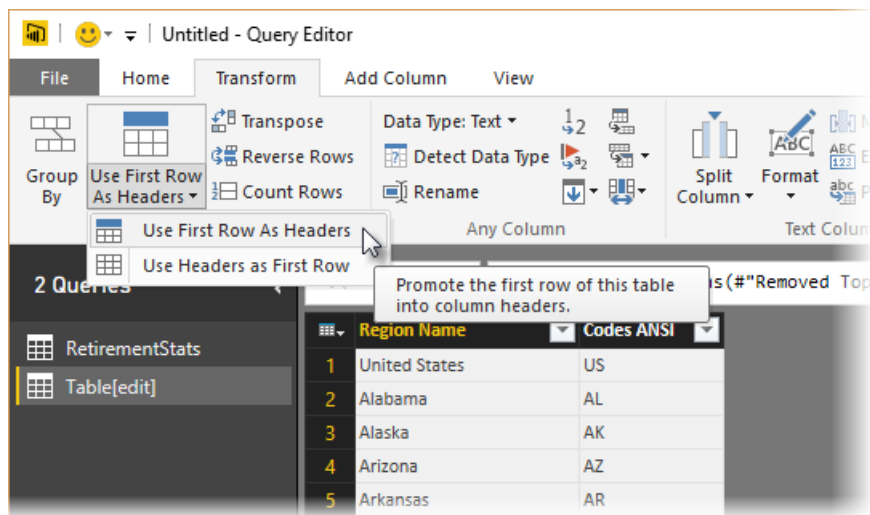 Untitled - Query Editor
File Home Transform Add Column View
Group By
Use First Row As Headers
Transpose
Reverse Rows
Count Rows
Data Type: Text
Detect Data Type
Rename
Any Column
Split Column
Format
Text Colum
Use First Row As Headers
Use Headers as First Row
Promote the first row of this table
into column headers.
s(#"Removed Top
2 Queries
RetirementStats
Table[edit]
Region Name Codes ANSI
1 United States US
2 Alabama AL
3 Alaska AK
4 Arizona AZ
5 Arkansas AR